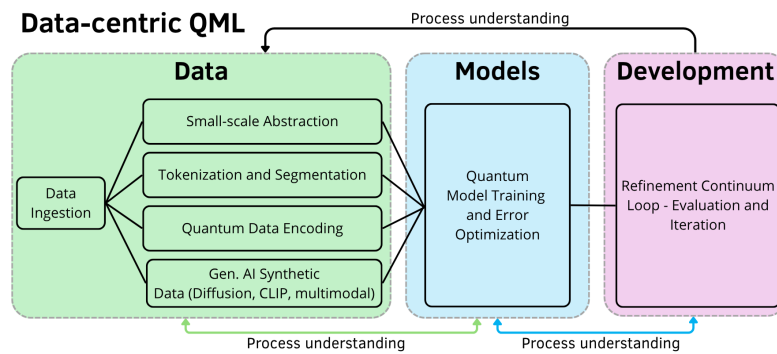 Process understanding
Data-centric QML
Data
Models
Development
Small-scale Abstraction
Tokenization and Segmentation
Data
Ingestion
Quantum Data Encoding
Gen. AI Synthetic
Data (Diffusion, CLIP, multimodal)
Quantum
Model Training
and Error
Optimization
Refinement Continuum
Loop - Evaluation and
Iteration
Process understanding
Process understanding